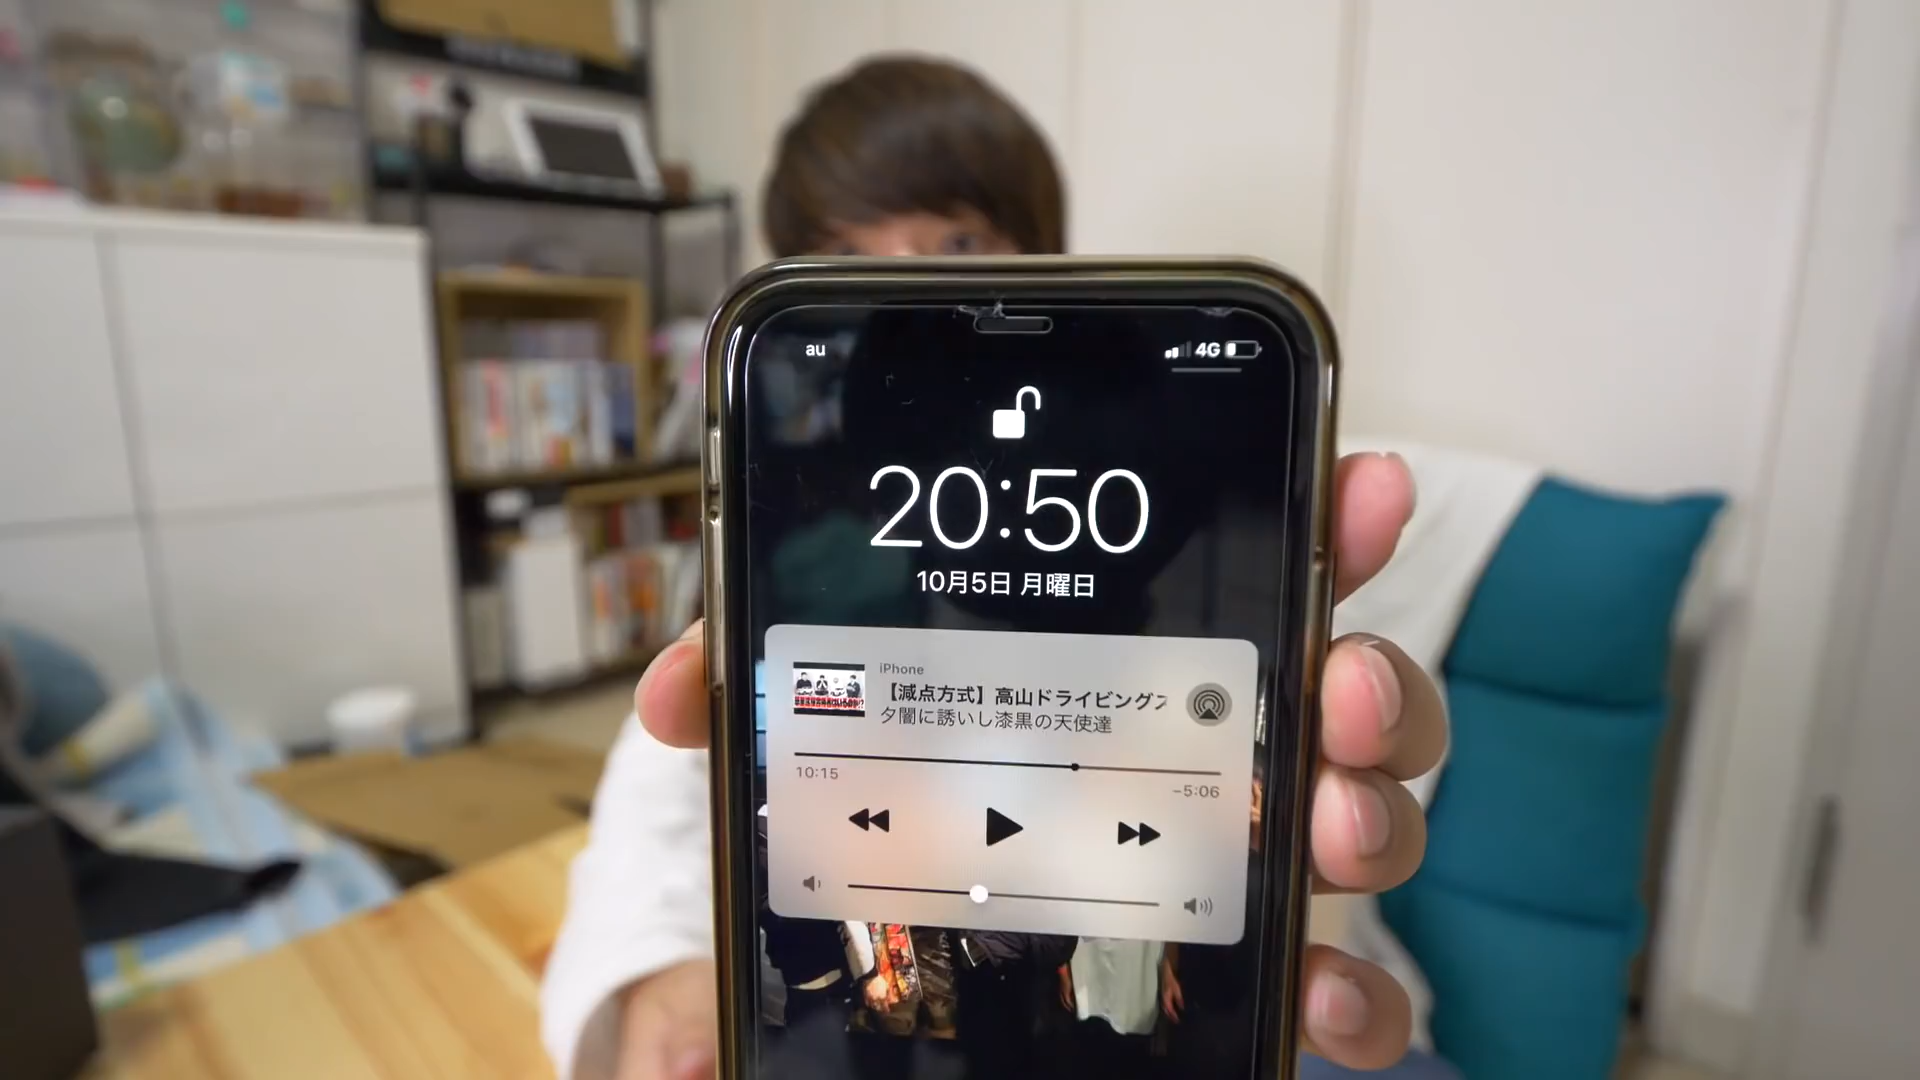 au
4G
20:50
10月5日 月曜日
iPhone
【減点方式】高山ドライビング
夕闇に誘いし漆黒の天使達
10:15
-5:06